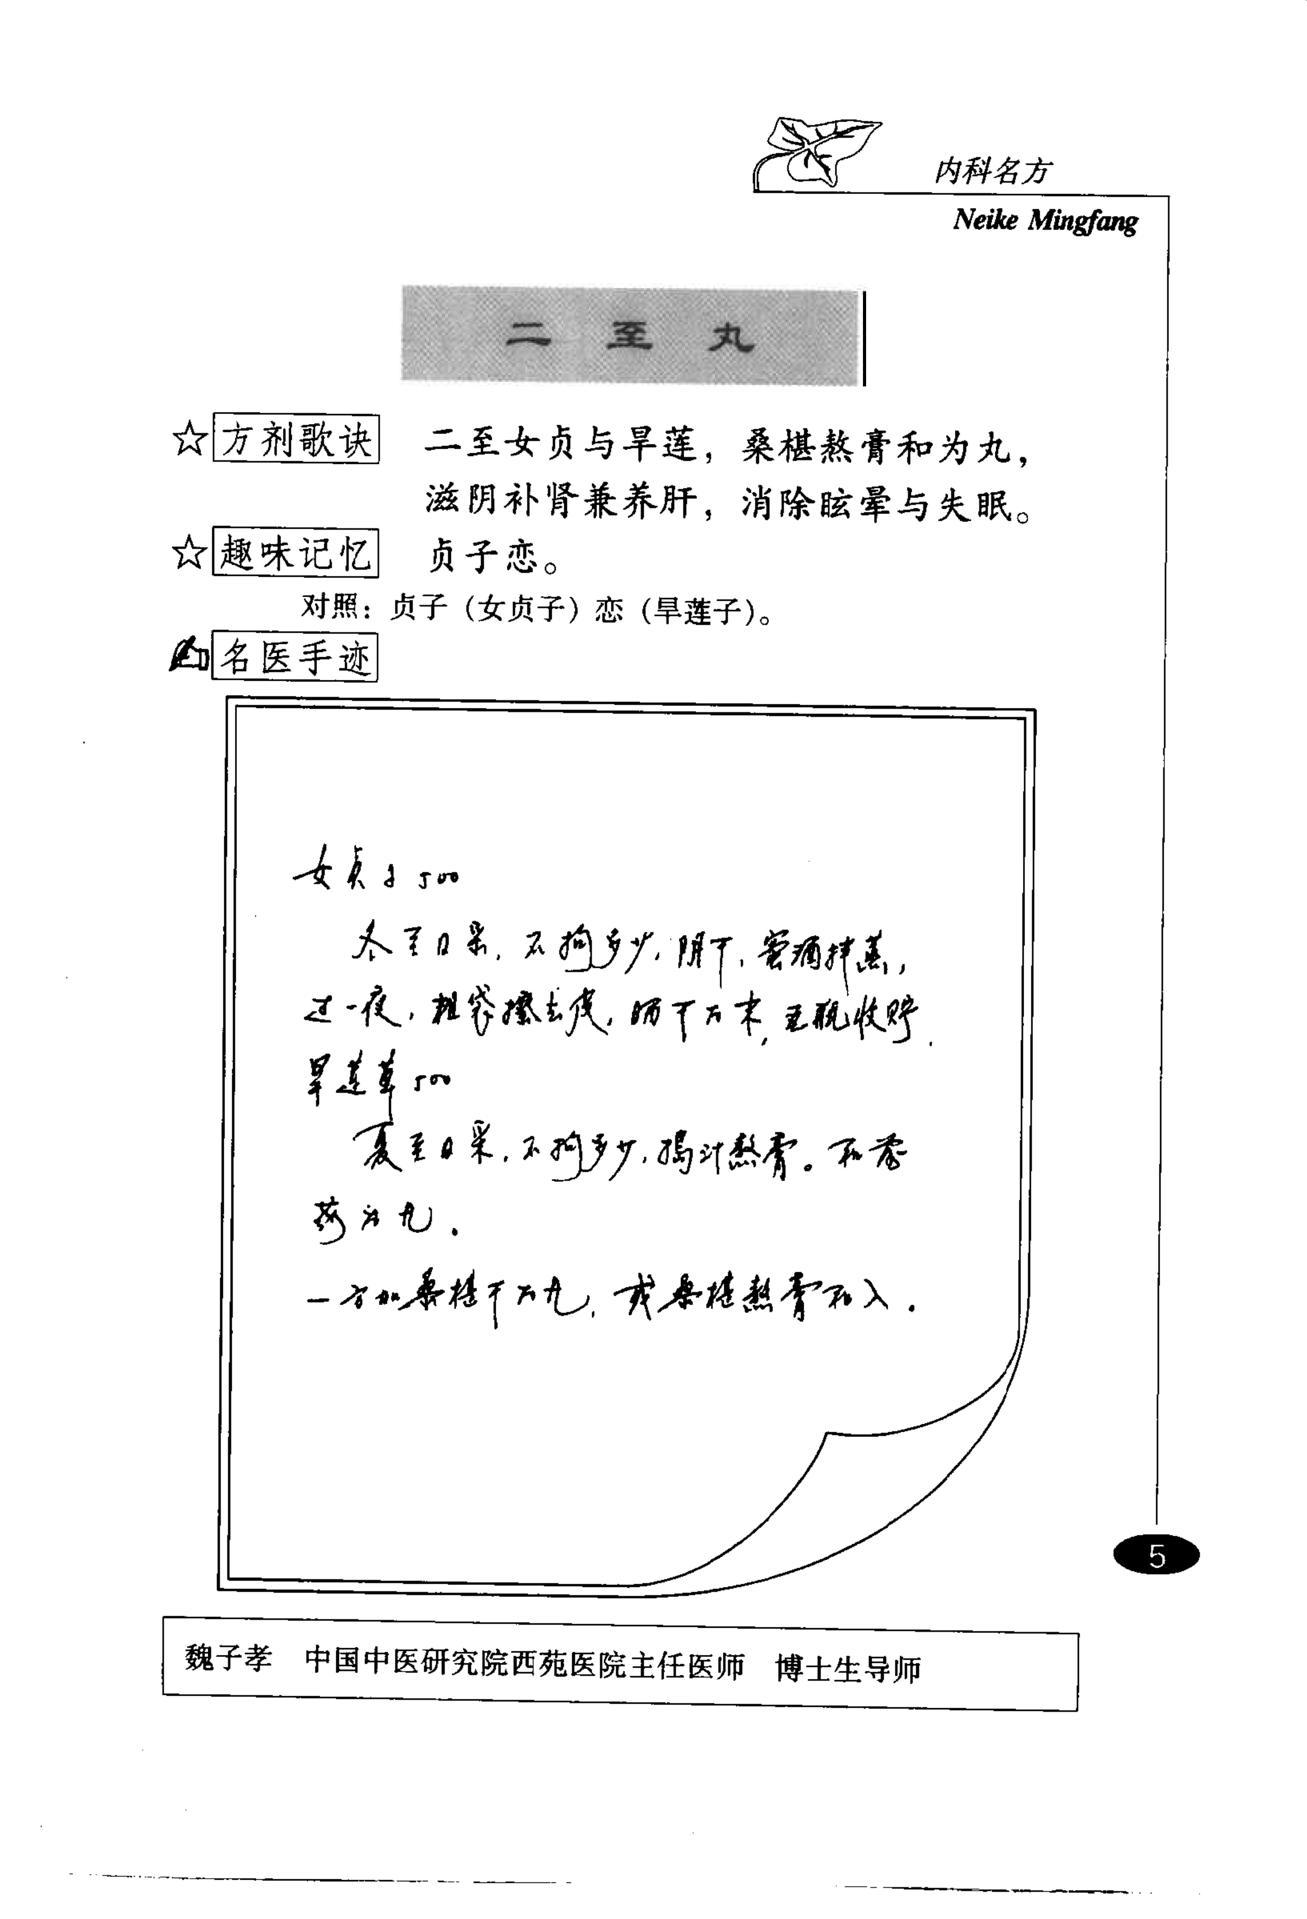 内科名方
Neike Mingfang
二至丸
☆方剂歌诀 二至女贞与旱莲，桑椹熬膏和为丸，
滋阴补肾兼养肝，消除眩晕与失眠。
☆趣味记忆 贞子恋。
对照：贞子（女贞子）恋（旱莲子）。
名医手迹
女贞子500
冬至日采，不拘多少，阴干，蜜酒拌蒸，
过一夜，粗袋擦去皮，晒干为末，瓦瓶收贮.
旱莲草500
夏至日采，不拘多少，捣汁熬膏。和前
药为丸.
一方加桑椹干为丸，或桑椹熬膏和入.
5
魏子孝 中国中医研究院西苑医院主任医师 博士生导师